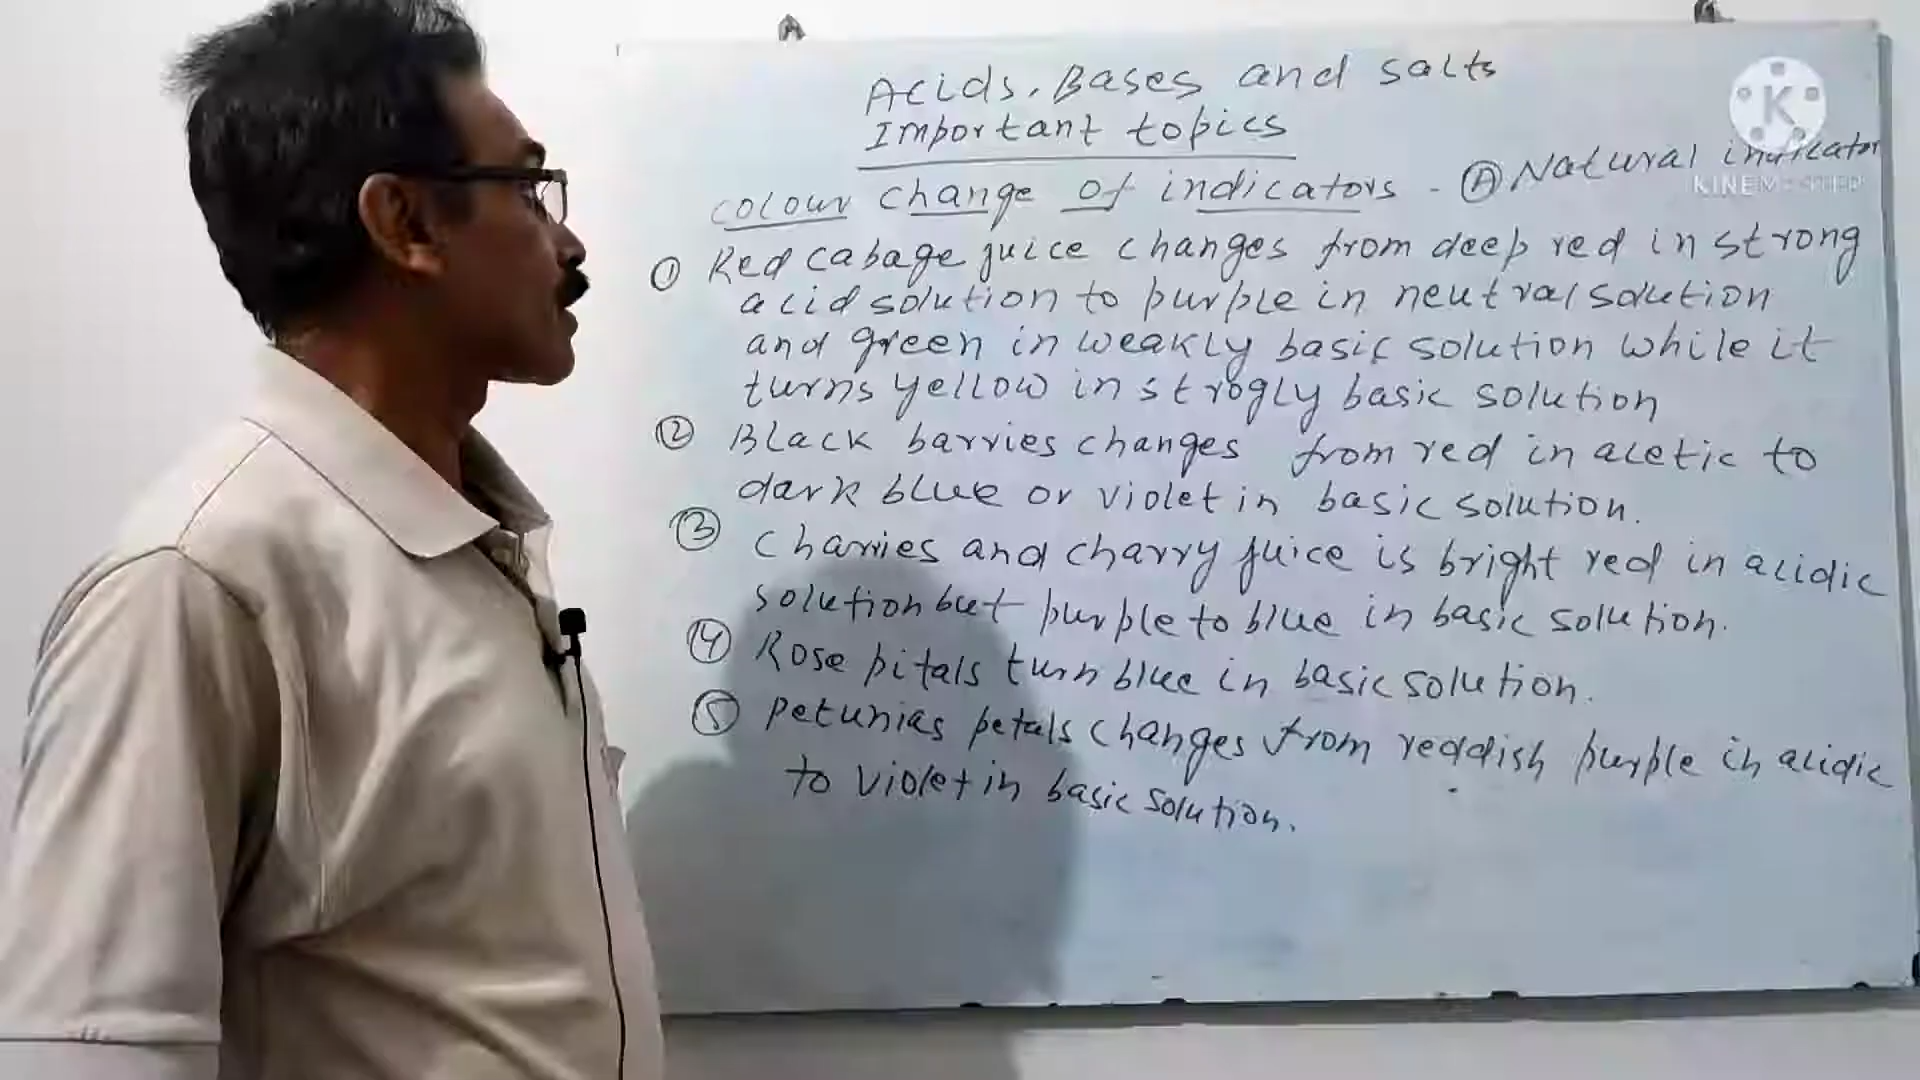 Acids, Bases and salts
Important topics
colour change of indicators - (A) Natural indicator
K
KINEMASTER
① Red cabage juice changes from deep red in strong
acid solution to purple in neutral solution
and green in weakly basic solution while it
turns yellow in strogly basic solution
② Black barries changes from red in acetic to
dark blue or violet in basic solution.
③ Charries and charry juice is bright red in acidic
solution but purple to blue in basic solution.
④ Rose pitals turn blue in basic solution.
⑤ Petunias petals changes from reddish purple in acidic
to violet in basic solution.